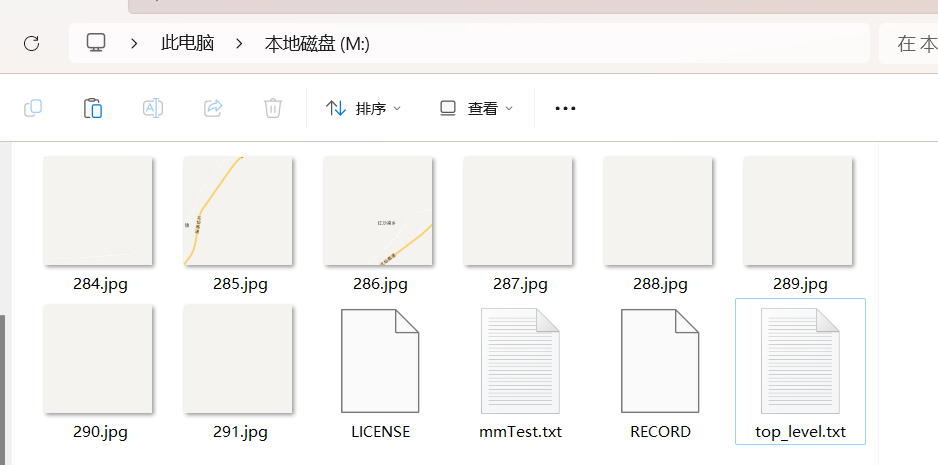 此电脑 > 本地磁盘 (M:)
在 本
排序
查看
284.jpg
285.jpg
286.jpg
287.jpg
288.jpg
289.jpg
290.jpg
291.jpg
LICENSE
mmTest.txt
RECORD
top_level.txt